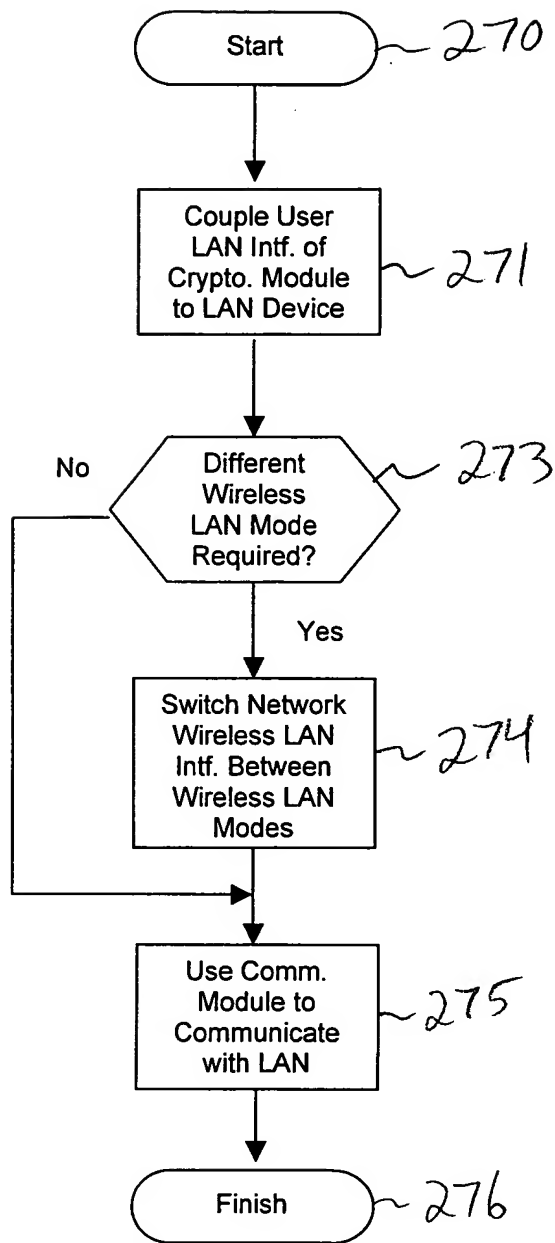 Start
270
Couple User
LAN Intf. of
Crypto. Module
to LAN Device
271
No
Different
Wireless
LAN Mode
Required?
273
Yes
Switch Network
Wireless LAN
Intf. Between
Wireless LAN
Modes
274
Use Comm.
Module to
Communicate
with LAN
275
Finish
276